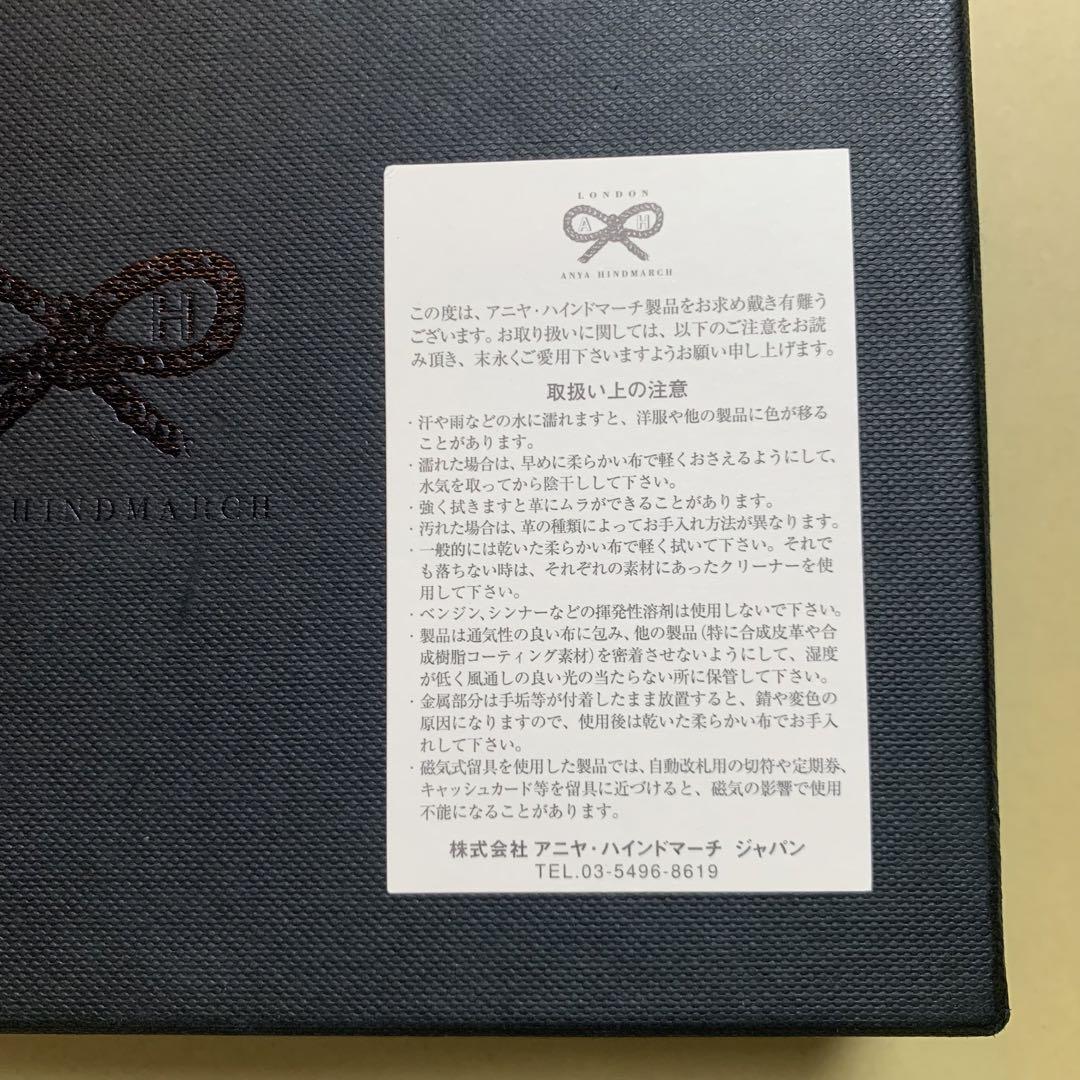 LONDON
A H
ANYA HINDMARCH
この度は、アニヤ・ハインドマーチ製品をお求め戴き有難う
ございます。お取り扱いに関しては、以下のご注意をお読
み頂き、末永くご愛用下さいますようお願い申し上げます。
取扱い上の注意
・汗や雨などの水に濡れますと、洋服や他の製品に色が移る
ことがあります。
・濡れた場合は、早めに柔らかい布で軽くおさえるようにして、
水気を取ってから陰干しして下さい。
・強く拭きますと革にムラができることがあります。
・汚れた場合は、革の種類によってお手入れ方法が異なります。
・一般的には乾いた柔らかい布で軽く拭いて下さい。それで
も落ちない時は、それぞれの素材にあったクリーナーを使
用して下さい。
・ベンジン、シンナーなどの揮発性溶剤は使用しないで下さい。
・製品は通気性の良い布に包み、他の製品（特に合成皮革や合
成樹脂コーティング素材）を密着させないようにして、湿度
が低く風通しの良い光の当たらない所に保管して下さい。
・金属部分は手垢等が付着したまま放置すると、錆や変色の
原因になりますので、使用後は乾いた柔らかい布でお手入
れして下さい。
・磁気式留具を使用した製品では、自動改札用の切符や定期券、
キャッシュカード等を留具に近づけると、磁気の影響で使用
不能になることがあります。
株式会社 アニヤ・ハインドマーチ ジャパン
TEL.03-5496-8619
H
HINDMARCH